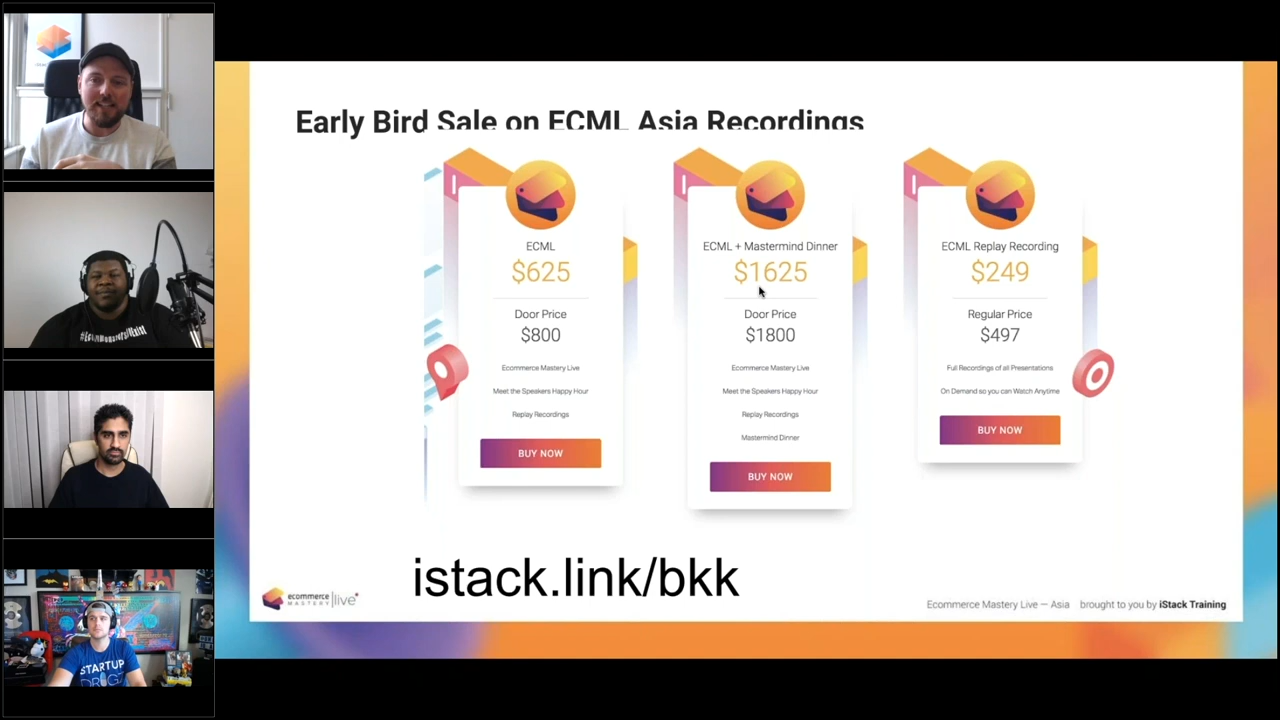 Early Bird Sale on ECML Asia Recordings
ECML
$625
Door Price
$800
Ecommerce Mastery Live
Meet the Speakers Happy Hour
Replay Recordings
BUY NOW
ECML + Mastermind Dinner
$1625
Door Price
$1800
Ecommerce Mastery Live
Meet the Speakers Happy Hour
Replay Recordings
Mastermind Dinner
BUY NOW
ECML Replay Recording
$249
Regular Price
$497
Full Recordings of all Presentations
On Demand so you can Watch Anytime
BUY NOW
istack.link/bkk
ecommerce
MASTERY live
Ecommerce Mastery Live — Asia brought to you by iStack Training
STARTUP